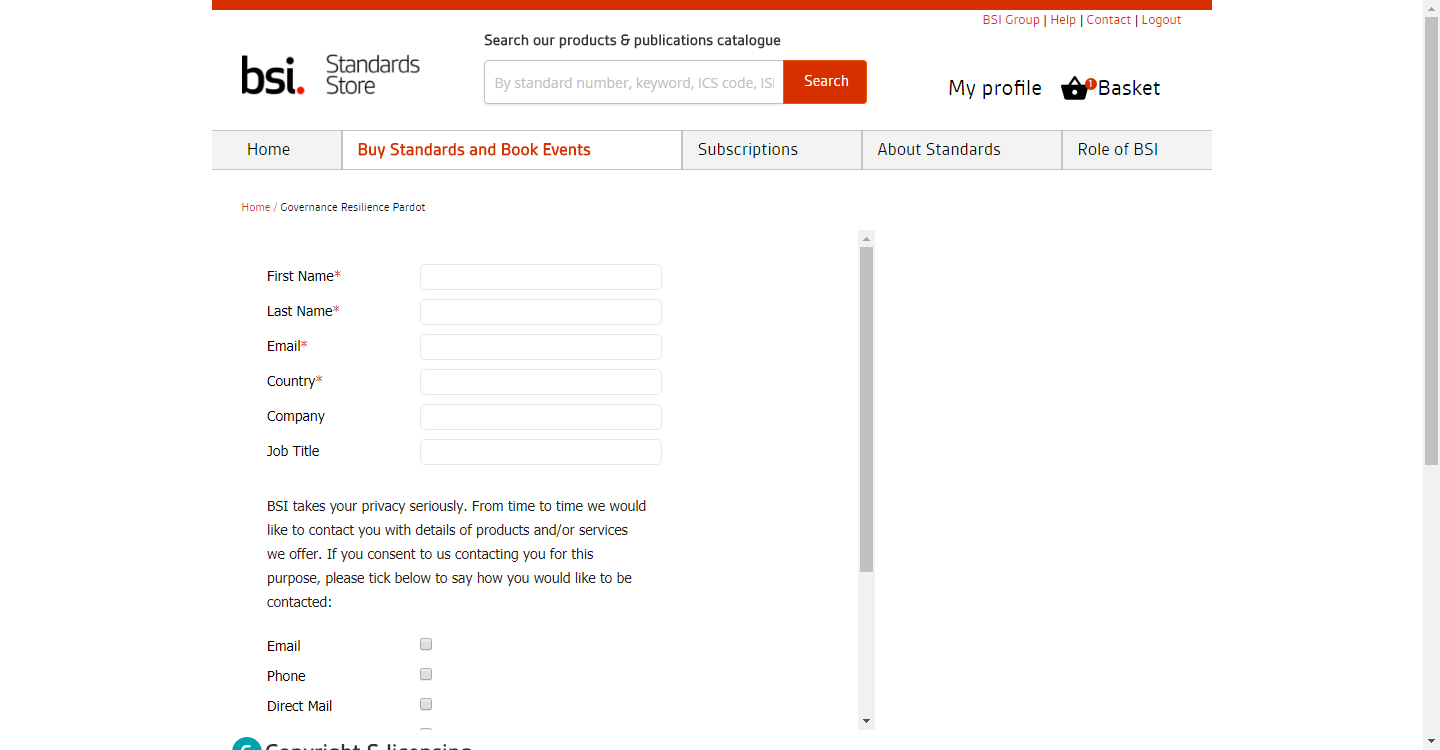 BSI Group | Help | Contact | Logout
Search our products & publications catalogue
bsi. Standards Store
By standard number, keyword, ICS code, ISI
Search
My profile
1
Basket
Home
Buy Standards and Book Events
Subscriptions
About Standards
Role of BSI
Home / Governance Resilience Pardot
First Name*
Last Name*
Email*
Country*
Company
Job Title
BSI takes your privacy seriously. From time to time we would
like to contact you with details of products and/or services
we offer. If you consent to us contacting you for this
purpose, please tick below to say how you would like to be
contacted:
Email
Phone
Direct Mail
Copyright & licensing